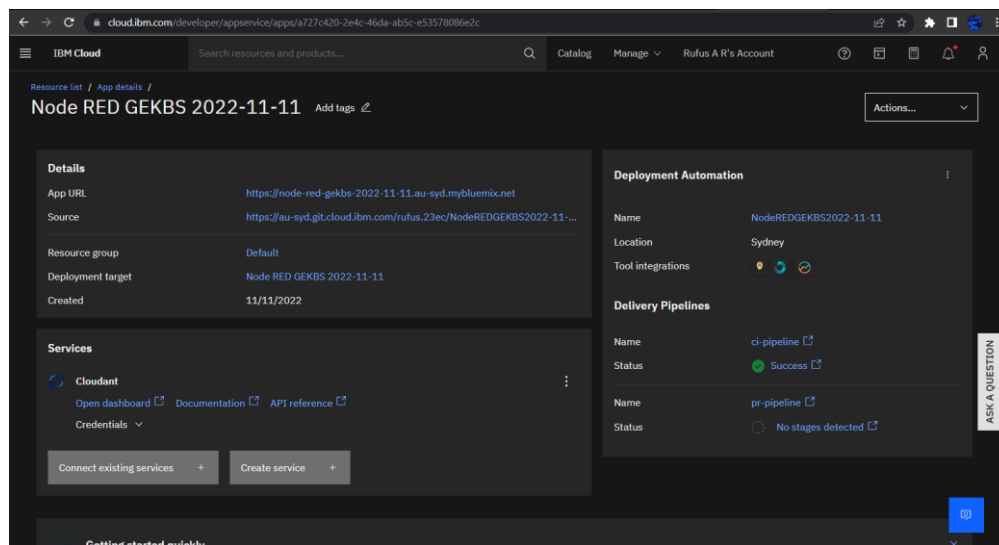 cloud.ibm.com/developer/appservice/apps/a727c420-2e4c-46da-ab5c-e53578086e2c
IBM Cloud
Search resources and products...
Catalog
Manage
Rufus A R's Account
Resource list / App details /
Node RED GEKBS 2022-11-11
Add tags
Actions...
Details
App URL https://node-red-gekbs-2022-11-11.au-syd.mybluemix.net
Source https://au-syd.git.cloud.ibm.com/rufus.23ec/NodeREDGEKBS2022-11-...
Resource group Default
Deployment target Node RED GEKBS 2022-11-11
Created 11/11/2022
Services
Cloudant
Open dashboard Documentation API reference
Credentials
Connect existing services +
Create service +
Deployment Automation
Name NodeREDGEKBS2022-11-11
Location Sydney
Tool integrations
Delivery Pipelines
Name ci-pipeline
Status Success
Name pr-pipeline
Status No stages detected
ASK A QUESTION
Getting started quickly